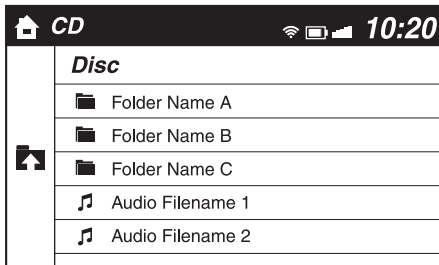 CD 10:20
Disc
Folder Name A
Folder Name B
Folder Name C
Audio Filename 1
Audio Filename 2